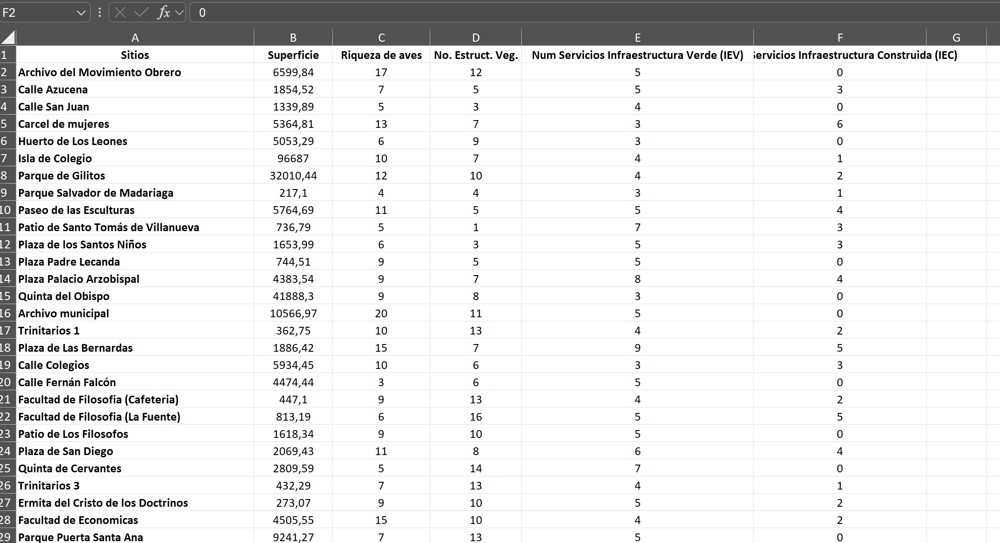 F2 fx 0
A B C D E F G
1 Sitios Superficie Riqueza de aves No. Estruct. Veg. Num Servicios Infraestructura Verde (IEV) Servicios Infraestructura Construida (IEC)
2 Archivo del Movimiento Obrero 6599,84 17 12 5 0
3 Calle Azucena 1854,52 7 5 5 3
4 Calle San Juan 1339,89 5 3 4 0
5 Carcel de mujeres 5364,81 13 7 3 6
6 Huerto de Los Leones 5053,29 6 9 3 0
7 Isla de Colegio 96687 10 7 4 1
8 Parque de Gilitos 32010,44 12 10 4 2
9 Parque Salvador de Madariaga 217,1 4 4 3 1
10 Paseo de las Esculturas 5764,69 11 5 5 4
11 Patio de Santo Tomás de Villanueva 736,79 5 1 7 3
12 Plaza de los Santos Niños 1653,99 6 3 5 3
13 Plaza Padre Lecanda 744,51 9 5 5 0
14 Plaza Palacio Arzobispal 4383,54 9 7 8 4
15 Quinta del Obispo 41888,3 9 8 3 0
16 Archivo municipal 10566,97 20 11 5 0
17 Trinitarios 1 362,75 10 13 4 2
18 Plaza de Las Bernardas 1886,42 15 7 9 5
19 Calle Colegios 5934,45 10 6 3 3
20 Calle Fernán Falcón 4474,44 3 6 5 0
21 Facultad de Filosofia (Cafeteria) 447,1 9 13 4 2
22 Facultad de Filosofia (La Fuente) 813,19 6 16 5 5
23 Patio de Los Filosofos 1618,34 9 10 5 0
24 Plaza de San Diego 2069,43 11 8 6 4
25 Quinta de Cervantes 2809,59 5 14 7 0
26 Trinitarios 3 432,29 7 13 4 1
27 Ermita del Cristo de los Doctrinos 273,07 9 10 5 2
28 Facultad de Economicas 4505,55 15 10 4 2
29 Parque Puerta Santa Ana 9241,27 7 13 5 0